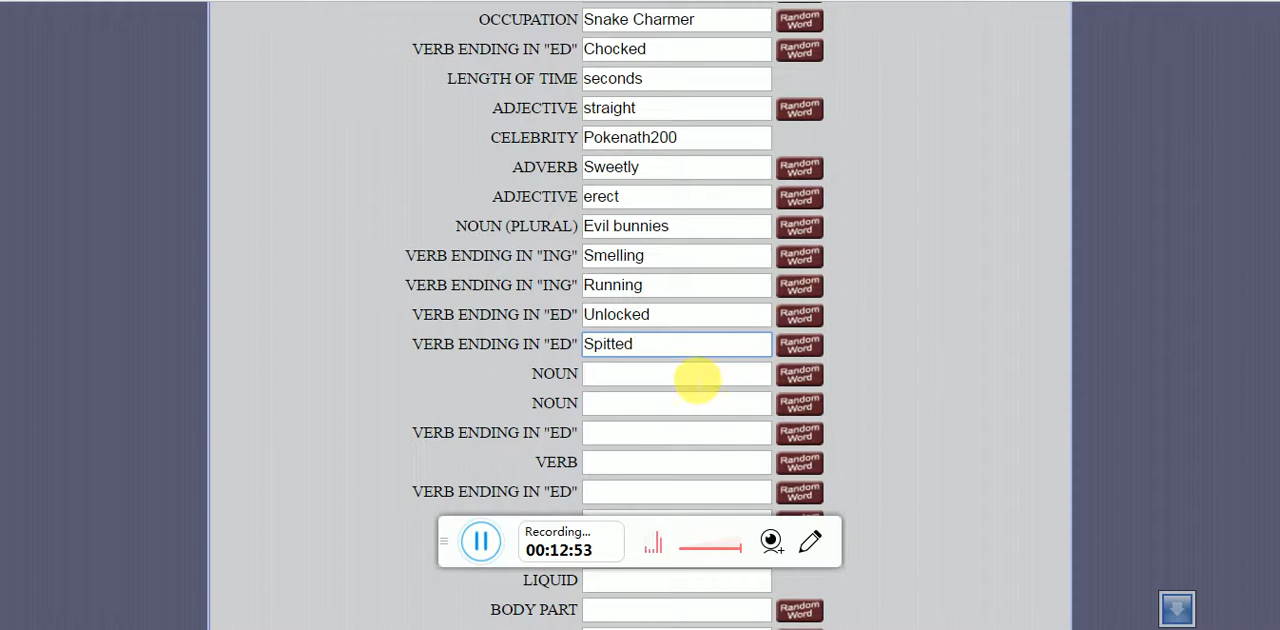 OCCUPATION Snake Charmer Random Word
VERB ENDING IN "ED" Chocked Random Word
LENGTH OF TIME seconds
ADJECTIVE straight Random Word
CELEBRITY Pokenath200
ADVERB Sweetly Random Word
ADJECTIVE erect Random Word
NOUN (PLURAL) Evil bunnies Random Word
VERB ENDING IN "ING" Smelling Random Word
VERB ENDING IN "ING" Running Random Word
VERB ENDING IN "ED" Unlocked Random Word
VERB ENDING IN "ED" Spitted Random Word
NOUN Random Word
NOUN Random Word
VERB ENDING IN "ED" Random Word
VERB Random Word
VERB ENDING IN "ED" Random Word
Recording...
00:12:53
LIQUID
BODY PART Random Word